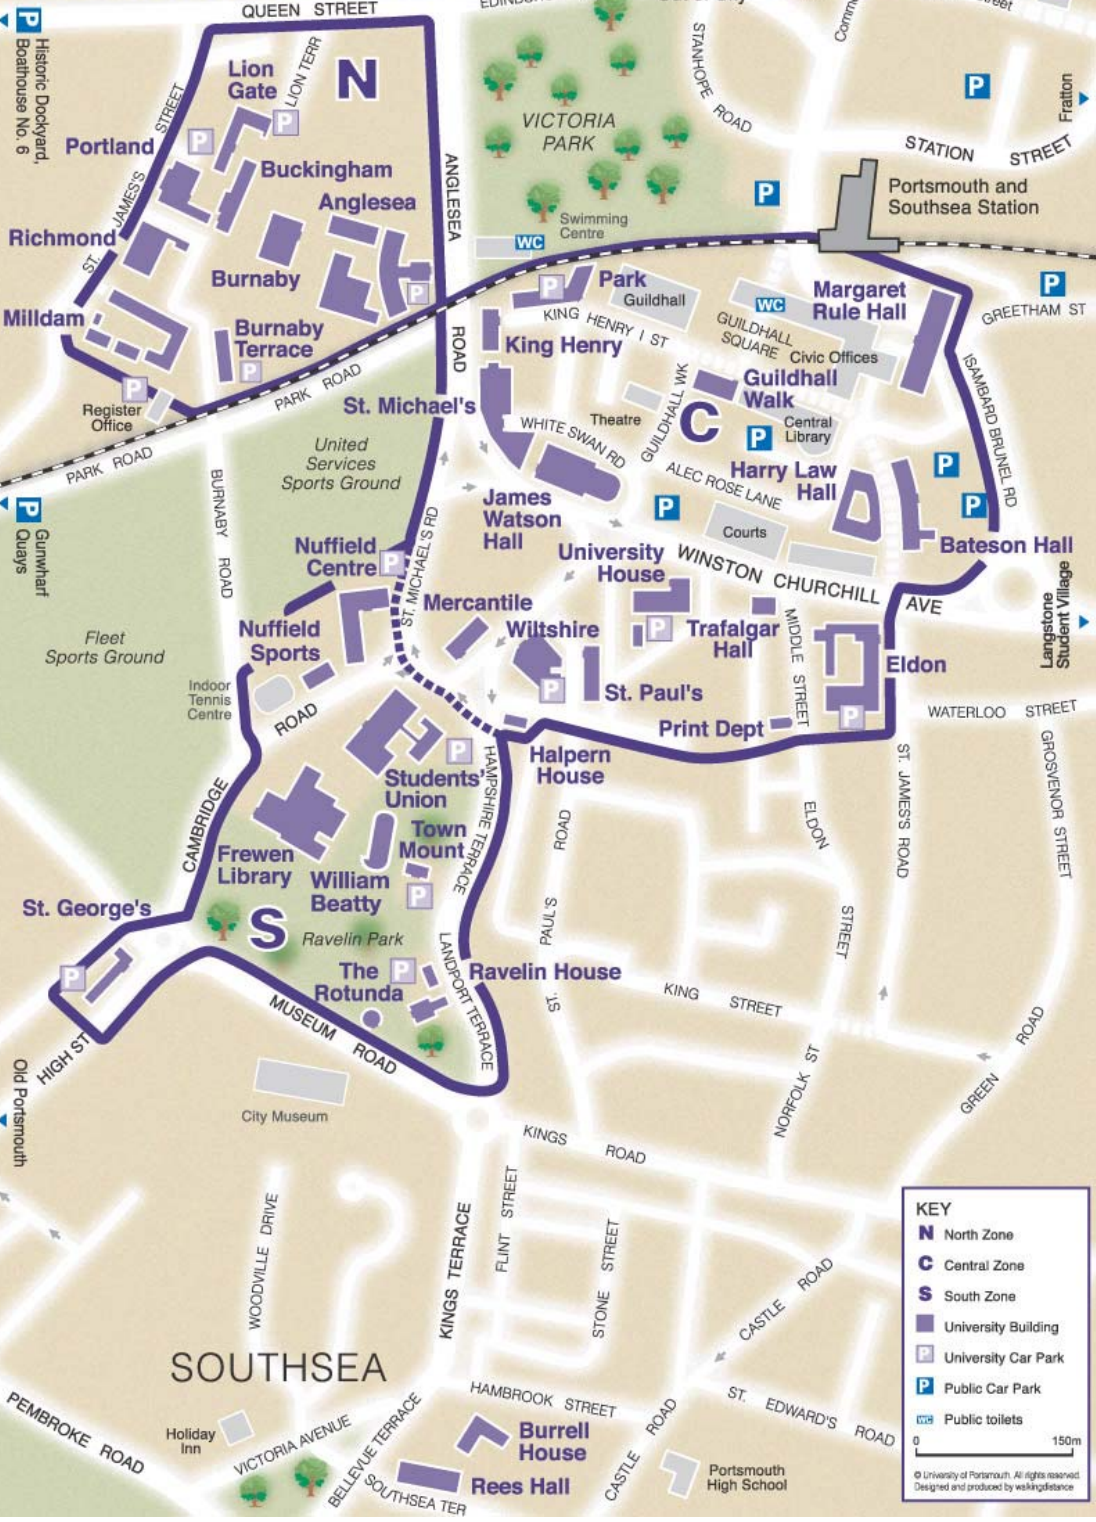 QUEEN STREET
P
Historic Dockyard,
Boathouse No. 6
Lion
Gate
LION TERR
N
STANHOPE
ROAD
P
Fratton
Portland
ST. JAMES'S STREET
P
P
VICTORIA
PARK
STATION STREET
Buckingham
ANGLESEA
ROAD
P
Portsmouth and
Southsea Station
Anglesea
Swimming
Centre
WC
Richmond
Burnaby
P
Park
P
Guildhall
WC
Margaret
Rule Hall
P
GREETHAM ST
Milldam
Burnaby
Terrace
P
KING HENRY I ST
GUILDHALL
SQUARE
King Henry
Civic Offices
ISAMBARD BRUNEL RD
P
PARK ROAD
Guildhall
Walk
GUILDHALL WK
C
Register
Office
St. Michael's
WHITE SWAN RD
Theatre
Central
Library
P
PARK ROAD
United
Services
Sports Ground
ALEC ROSE LANE
Harry Law
Hall
P
P
Gunwharf
Quays
BURNABY ROAD
James
Watson
Hall
P
Courts
P
ST. MICHAEL'S RD
Nuffield
Centre
P
University
House
WINSTON CHURCHILL AVE
Bateson Hall
Langstone
Student Village
Mercantile
Wiltshire
P
Trafalgar
Hall
MIDDLE STREET
Fleet
Sports Ground
Nuffield
Sports
Eldon
Indoor
Tennis
Centre
P
St. Paul's
CAMBRIDGE ROAD
Print Dept
P
WATERLOO STREET
P
Halpern
House
Students'
Union
HAMPSHIRE TERRACE
GROSVENOR STREET
ST. JAMES'S ROAD
ELDON STREET
Town
Mount
Frewen
Library
William
Beatty
P
ST. PAUL'S ROAD
St. George's
S
Ravelin Park
P
The
Rotunda
P
Ravelin House
LANDPORT TERRACE
KING STREET
MUSEUM ROAD
HIGH ST
Old Portsmouth
City Museum
NORFOLK ST
GREEN ROAD
KINGS ROAD
WOODVILLE DRIVE
KINGS TERRACE
FLINT STREET
STONE STREET
CASTLE ROAD
SOUTHSEA
PEMBROKE ROAD
Holiday
Inn
VICTORIA AVENUE
BELLEVUE TERRACE
HAMBROOK STREET
ST. EDWARD'S ROAD
Burrell
House
Rees Hall
SOUTHSEA TER
CASTLE ROAD
Portsmouth
High School
KEY
N North Zone
C Central Zone
S South Zone
University Building
P University Car Park
P Public Car Park
WC Public toilets
0 150m
© University of Portsmouth. All rights reserved.
Designed and produced by walkingdistance